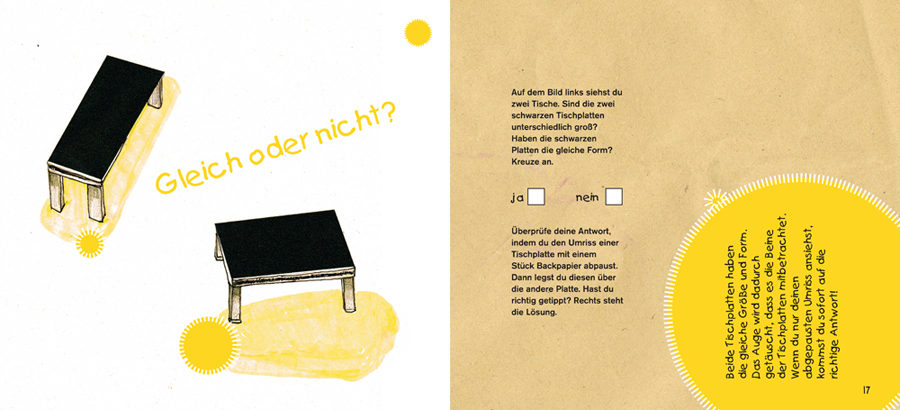 Gleich oder nicht?
Auf dem Bild links siehst du
zwei Tische. Sind die zwei
schwarzen Tischplatten
unterschiedlich groß?
Haben die schwarzen
Platten die gleiche Form?
Kreuze an.
ja
nein
Überprüfe deine Antwort,
indem du den Umriss einer
Tischplatte mit einem
Stück Backpapier abpaust.
Dann legst du diesen über
die andere Platte. Hast du
richtig getippt? Rechts steht
die Lösung.
Beide Tischplatten haben
die gleiche Größe und Form.
Das Auge wird dadurch
getäuscht, dass es die Beine
der Tischplatten mitbetrachtet.
Wenn du nur deinen
abgepausten Umriss ansiehst,
kommst du sofort auf die
richtige Antwort!
17